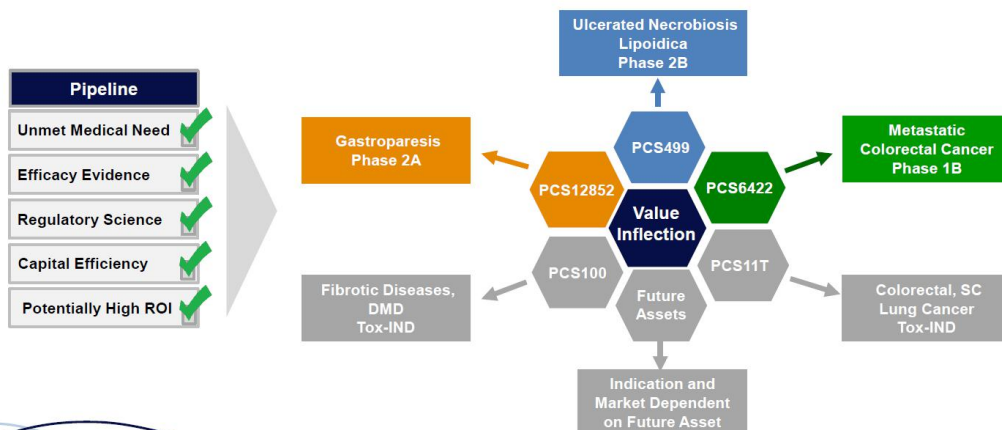 Pipeline
Unmet Medical Need
Efficacy Evidence
Regulatory Science
Capital Efficiency
Potentially High ROI
Ulcerated Necrobiosis
Lipoidica
Phase 2B
Gastroparesis
Phase 2A
Metastatic
Colorectal Cancer
Phase 1B
PCS499
PCS12852
PCS6422
Value
Inflection
PCS100
PCS11T
Future
Assets
Fibrotic Diseases,
DMD
Tox-IND
Colorectal, SC
Lung Cancer
Tox-IND
Indication and
Market Dependent
on Future Asset